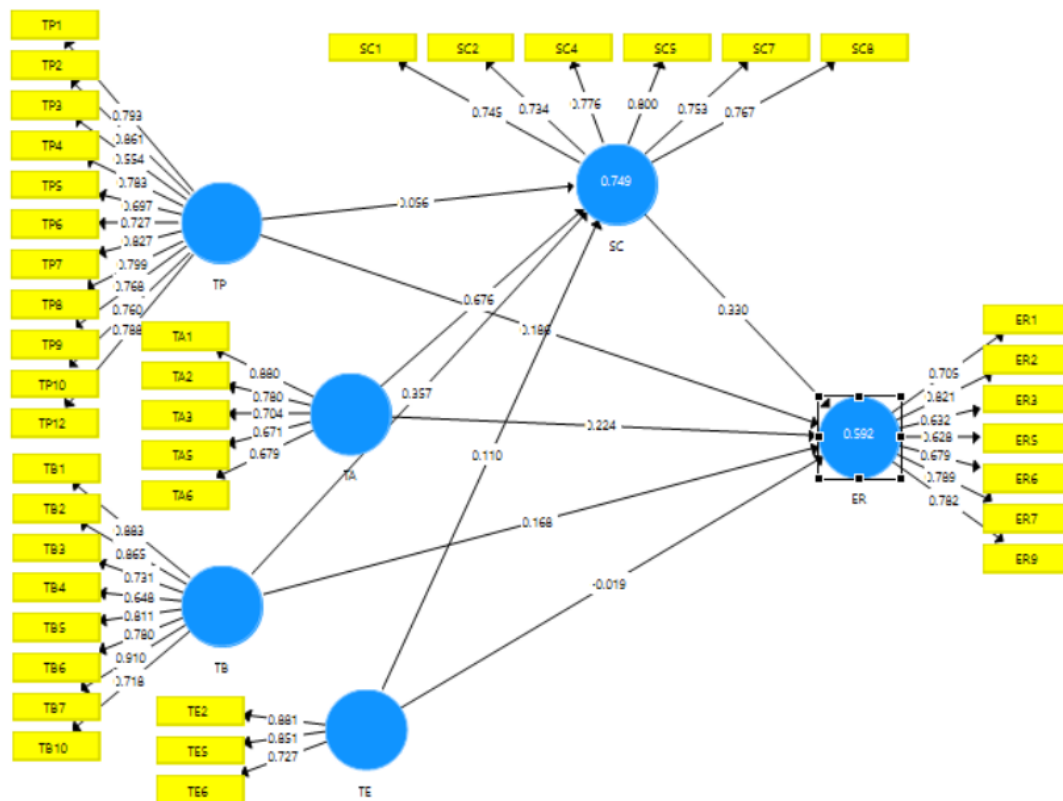 TP1
TP2
TP3
TP4
TP5
TP6
TP7
TP8
TP9
TP10
TP12
0.793
0.861
0.554
0.783
0.697
0.727
0.827
0.799
0.768
0.760
0.788
TP
SC1
SC2
SC4
SC5
SC7
SC8
0.745
0.734
0.776
0.800
0.753
0.767
0.749
SC
0.056
0.676
0.186
0.330
0.357
0.224
0.110
0.168
-0.019
TA1
TA2
TA3
TA5
TA6
0.880
0.780
0.704
0.671
0.679
TA
ER1
ER2
ER3
ER5
ER6
ER7
ER9
0.705
0.821
0.632
0.628
0.679
0.789
0.782
0.592
ER
TB1
TB2
TB3
TB4
TB5
TB6
TB7
TB10
0.883
0.865
0.731
0.648
0.811
0.780
0.910
0.718
TB
TE2
TE5
TE6
0.881
0.851
0.727
TE